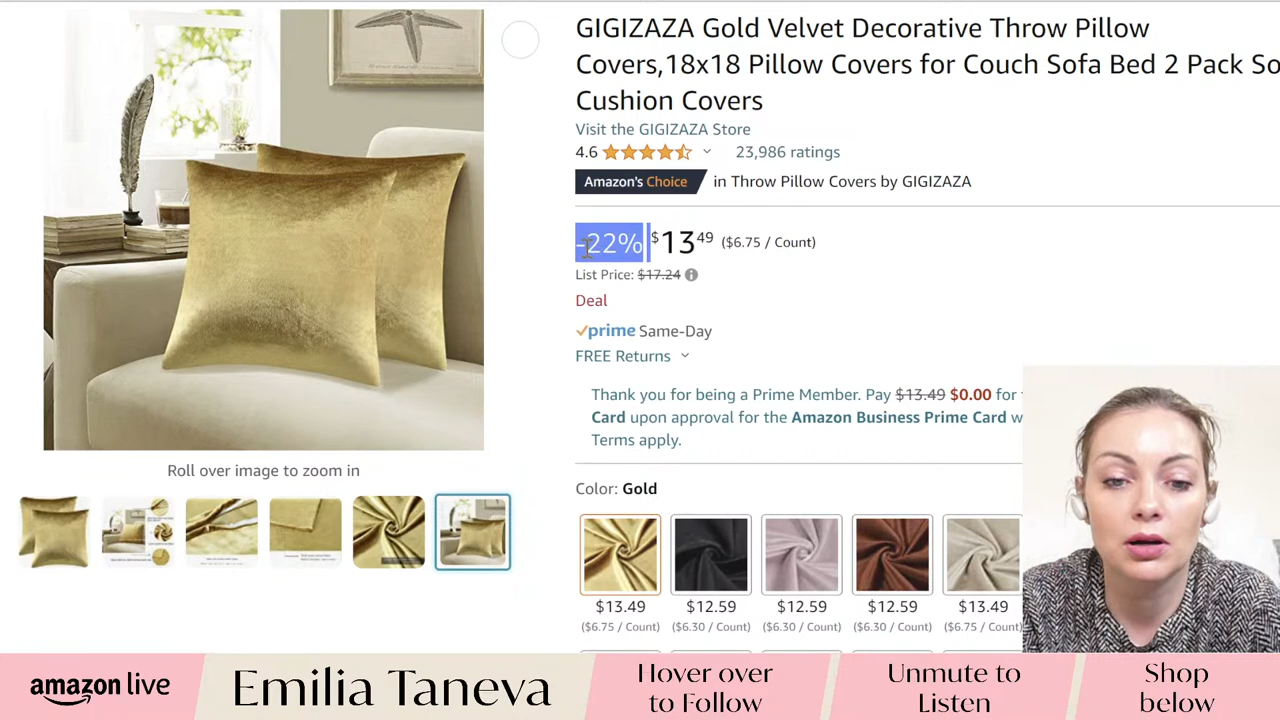 GIGIZAZA Gold Velvet Decorative Throw Pillow
Covers,18x18 Pillow Covers for Couch Sofa Bed 2 Pack So
Cushion Covers
Visit the GIGIZAZA Store
4.6 23,986 ratings
Amazon's Choice in Throw Pillow Covers by GIGIZAZA
-22% $13 49 ($6.75 / Count)
List Price: $17.24
Deal
prime Same-Day
FREE Returns
Thank you for being a Prime Member. Pay $13.49 $0.00 for
Card upon approval for the Amazon Business Prime Card w
Terms apply.
Roll over image to zoom in
Color: Gold
$13.49 $12.59 $12.59 $12.59 $13.49
($6.75 / Count) ($6.30 / Count) ($6.30 / Count) ($6.30 / Count) ($6.75 / Count)
amazon live
Emilia Taneva
Hover over
to Follow
Unmute to
Listen
Shop
below